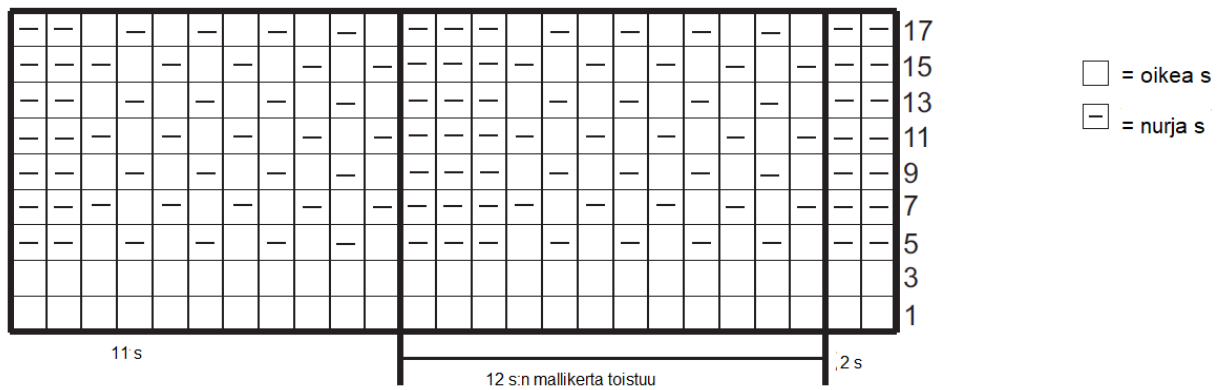 17
15
13
11
9
7
5
3
1
= oikea s
= nurja s
11 s
12 s:n mallikerta toistuu
2 s